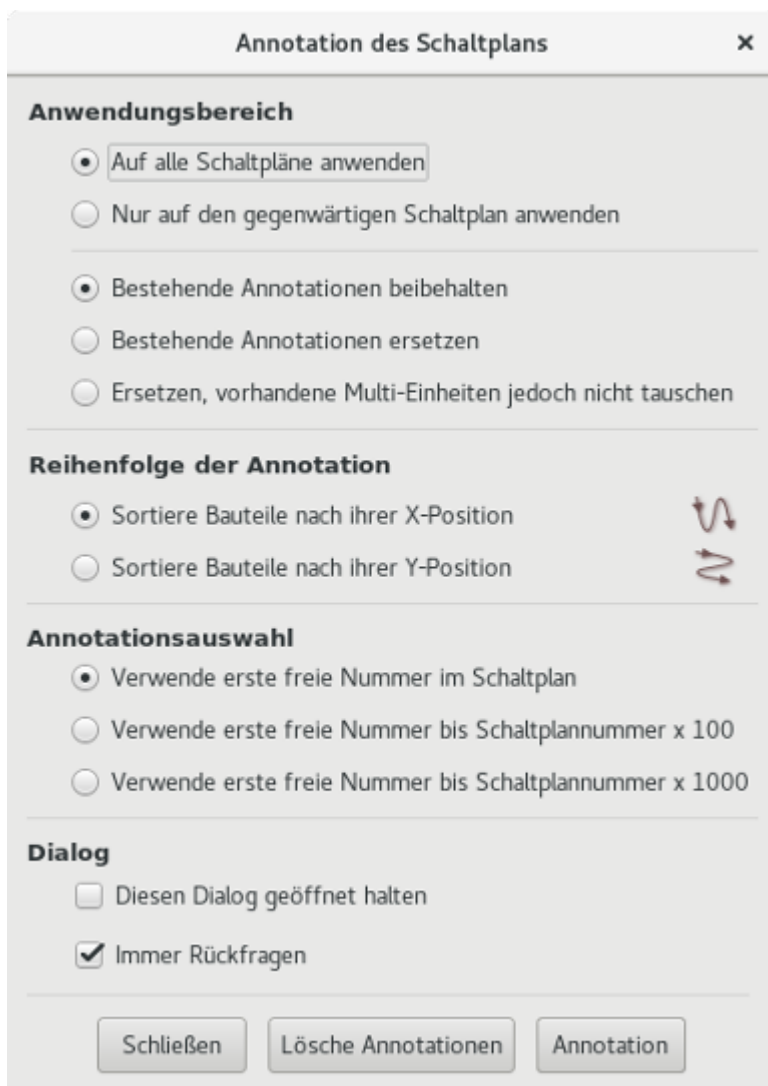 Annotation des Schaltplans
Anwendungsbereich
Auf alle Schaltpläne anwenden
Nur auf den gegenwärtigen Schaltplan anwenden
Bestehende Annotationen beibehalten
Bestehende Annotationen ersetzen
Ersetzen, vorhandene Multi-Einheiten jedoch nicht tauschen
Reihenfolge der Annotation
Sortiere Bauteile nach ihrer X-Position
Sortiere Bauteile nach ihrer Y-Position
Annotationsauswahl
Verwende erste freie Nummer im Schaltplan
Verwende erste freie Nummer bis Schaltplannummer x 100
Verwende erste freie Nummer bis Schaltplannummer x 1000
Dialog
Diesen Dialog geöffnet halten
Immer Rückfragen
Schließen Lösche Annotationen Annotation